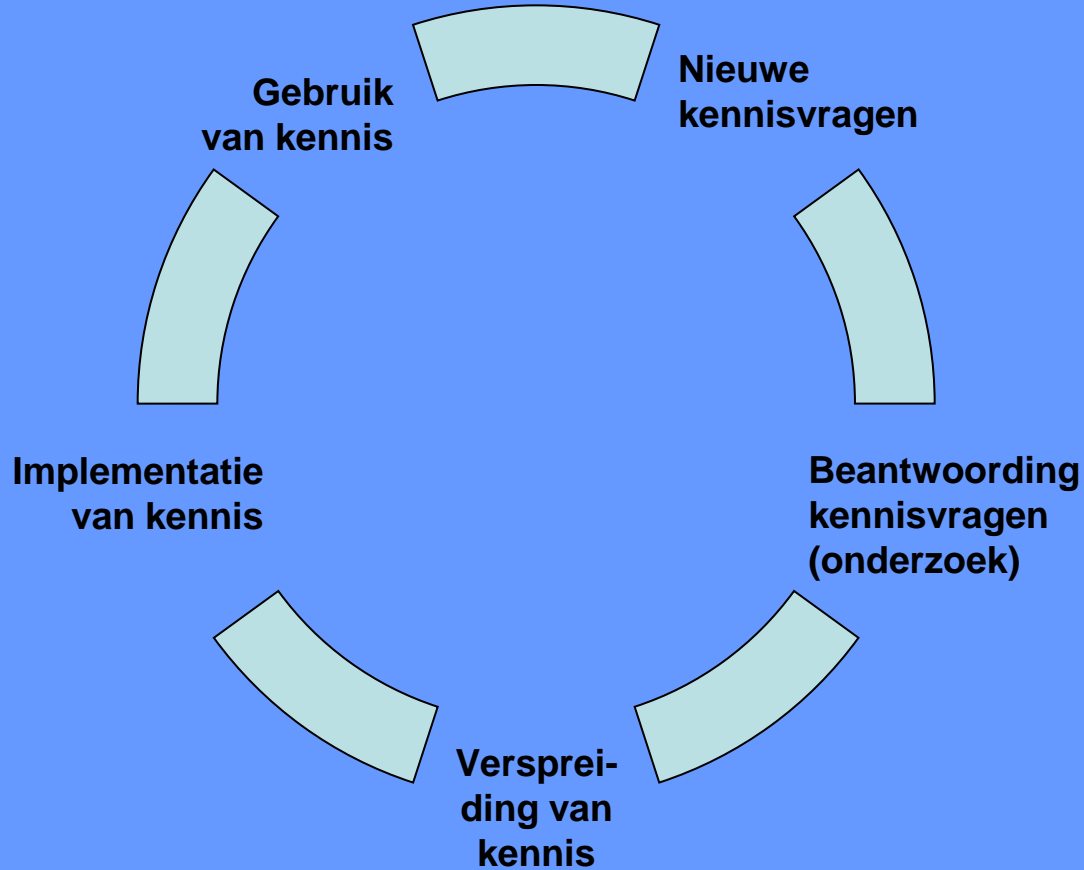 Gebruik
van kennis
Nieuwe
kennisvragen
Implementatie
van kennis
Beantwoording
kennisvragen
(onderzoek)
Versprei-
ding van
kennis